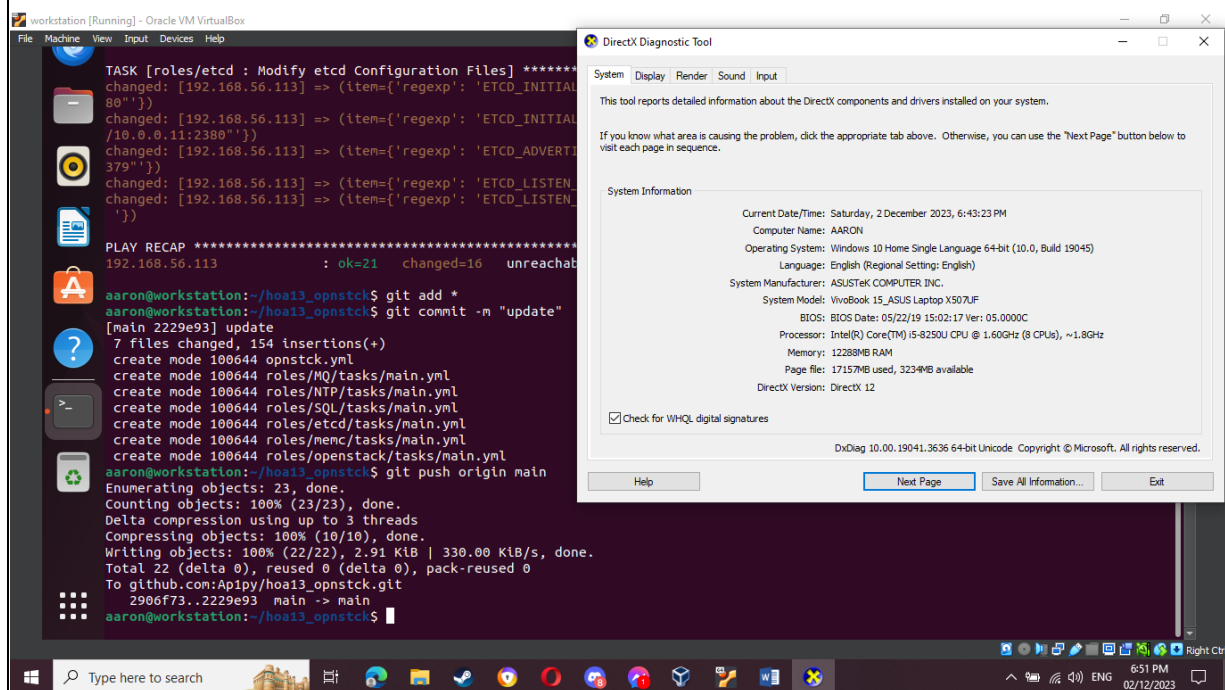 workstation [Running] - Oracle VM VirtualBox
File Machine View Input Devices Help
TASK [roles/etcd : Modify etcd Configuration Files] *******
changed: [192.168.56.113] => (item={'regexp': 'ETCD_INITIAL
80"'})
changed: [192.168.56.113] => (item={'regexp': 'ETCD_INITIAL
/10.0.0.11:2380"'})
changed: [192.168.56.113] => (item={'regexp': 'ETCD_ADVERTI
379"'})
changed: [192.168.56.113] => (item={'regexp': 'ETCD_LISTEN_
changed: [192.168.56.113] => (item={'regexp': 'ETCD_LISTEN_
'})
PLAY RECAP *************************************************
192.168.56.113 : ok=21 changed=16 unreachab
aaron@workstation:~/hoa13_opnstck$ git add *
aaron@workstation:~/hoa13_opnstck$ git commit -m "update"
[main 2229e93] update
7 files changed, 154 insertions(+)
create mode 100644 opnstck.yml
create mode 100644 roles/MQ/tasks/main.yml
create mode 100644 roles/NTP/tasks/main.yml
create mode 100644 roles/SQL/tasks/main.yml
create mode 100644 roles/etcd/tasks/main.yml
create mode 100644 roles/memc/tasks/main.yml
create mode 100644 roles/openstack/tasks/main.yml
aaron@workstation:~/hoa13_opnstck$ git push origin main
Enumerating objects: 23, done.
Counting objects: 100% (23/23), done.
Delta compression using up to 3 threads
Compressing objects: 100% (10/10), done.
Writing objects: 100% (22/22), 2.91 KiB | 330.00 KiB/s, done.
Total 22 (delta 0), reused 0 (delta 0), pack-reused 0
To github.com:Ap1py/hoa13_opnstck.git
2906f73..2229e93 main -> main
aaron@workstation:~/hoa13_opnstck$
DirectX Diagnostic Tool
System Display Render Sound Input
This tool reports detailed information about the DirectX components and drivers installed on your system.
If you know what area is causing the problem, click the appropriate tab above. Otherwise, you can use the "Next Page" button below to
visit each page in sequence.
System Information
Current Date/Time: Saturday, 2 December 2023, 6:43:23 PM
Computer Name: AARON
Operating System: Windows 10 Home Single Language 64-bit (10.0, Build 19045)
Language: English (Regional Setting: English)
System Manufacturer: ASUSTeK COMPUTER INC.
System Model: VivoBook 15_ASUS Laptop X507UF
BIOS: BIOS Date: 05/22/19 15:02:17 Ver: 05.0000C
Processor: Intel(R) Core(TM) i5-8250U CPU @ 1.60GHz (8 CPUs), ~1.8GHz
Memory: 12288MB RAM
Page file: 17157MB used, 3234MB available
DirectX Version: DirectX 12
Check for WHQL digital signatures
DxDiag 10.00.19041.3636 64-bit Unicode Copyright © Microsoft. All rights reserved.
Help Next Page Save All Information... Exit
Right Ctr
Type here to search
ENG
6:51 PM
02/12/2023